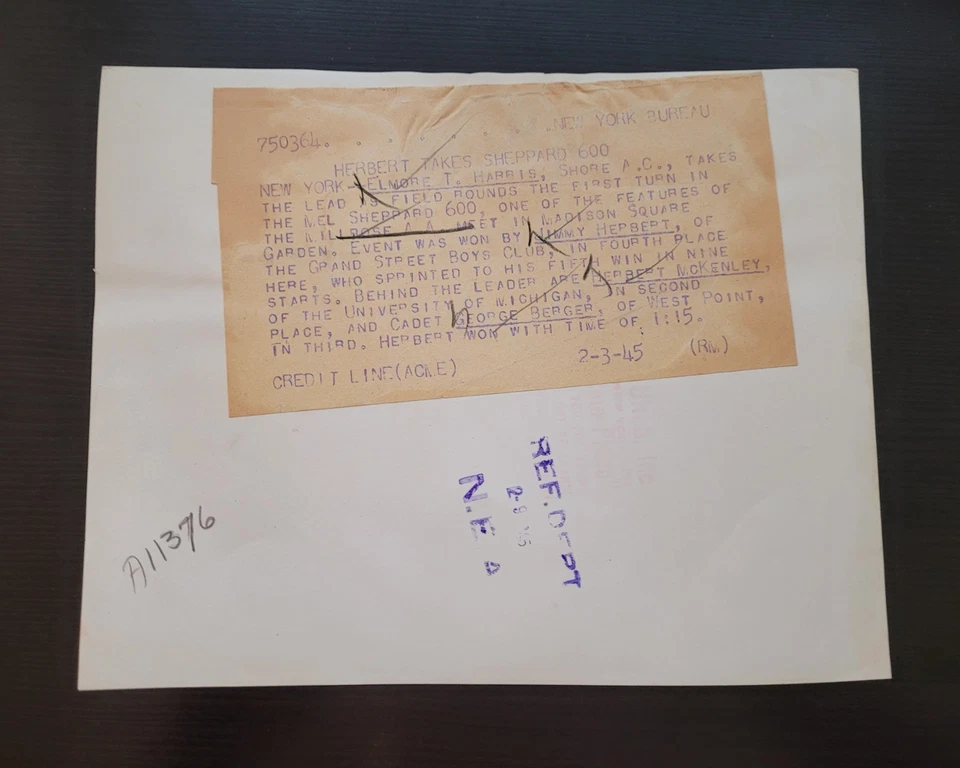 750364. . . . . . . NEW YORK BUREAU
HERBERT TAKES SHEPPARD 600
NEW YORK -- ELMORE T. HARRIS, SHORE A.C., TAKES
THE LEAD AS FIELD ROUNDS THE FIRST TURN IN
THE MEL SHEPPARD 600, ONE OF THE FEATURES OF
THE MILLROSE A.A. MEET IN MADISON SQUARE
GARDEN. EVENT WAS WON BY JIMMY HERBERT, OF
THE GRAND STREET BOYS CLUB, IN FOURTH PLACE
HERE, WHO SPRINTED TO HIS FIFTH WIN IN NINE
STARTS. BEHIND THE LEADER ARE HERBERT MCKENLEY,
OF THE UNIVERSITY OF MICHIGAN, IN SECOND
PLACE, AND CADET GEORGE BERGER, OF WEST POINT,
IN THIRD. HERBERT WON WITH TIME OF 1:15.
CREDIT LINE (ACME) 2-3-45 (RM)
REF. DEPT
N.E.A
A11376